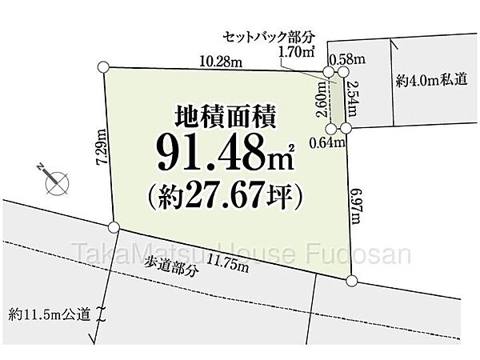 セットバック部分
1.70㎡
10.28m
0.58m
約4.0m私道
2.60m
2.54m
0.64m
7.29m
地積面積
91.48㎡
(約27.67坪)
6.97m
N
TakaMatsu House Fudosan
歩道部分
11.75m
約11.5m公道